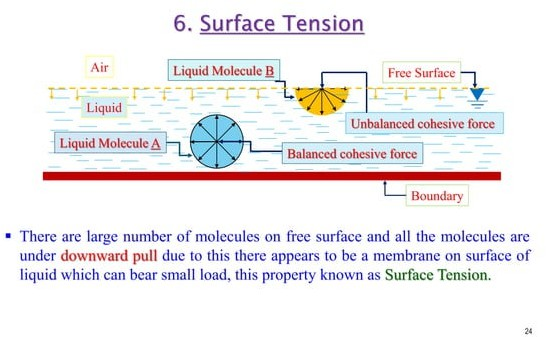 6. Surface Tension
Air
Liquid Molecule B
Free Surface
Liquid
Unbalanced cohesive force
Liquid Molecule A
Balanced cohesive force
Boundary
▪ There are large number of molecules on free surface and all the molecules are
under downward pull due to this there appears to be a membrane on surface of
liquid which can bear small load, this property known as Surface Tension.
24